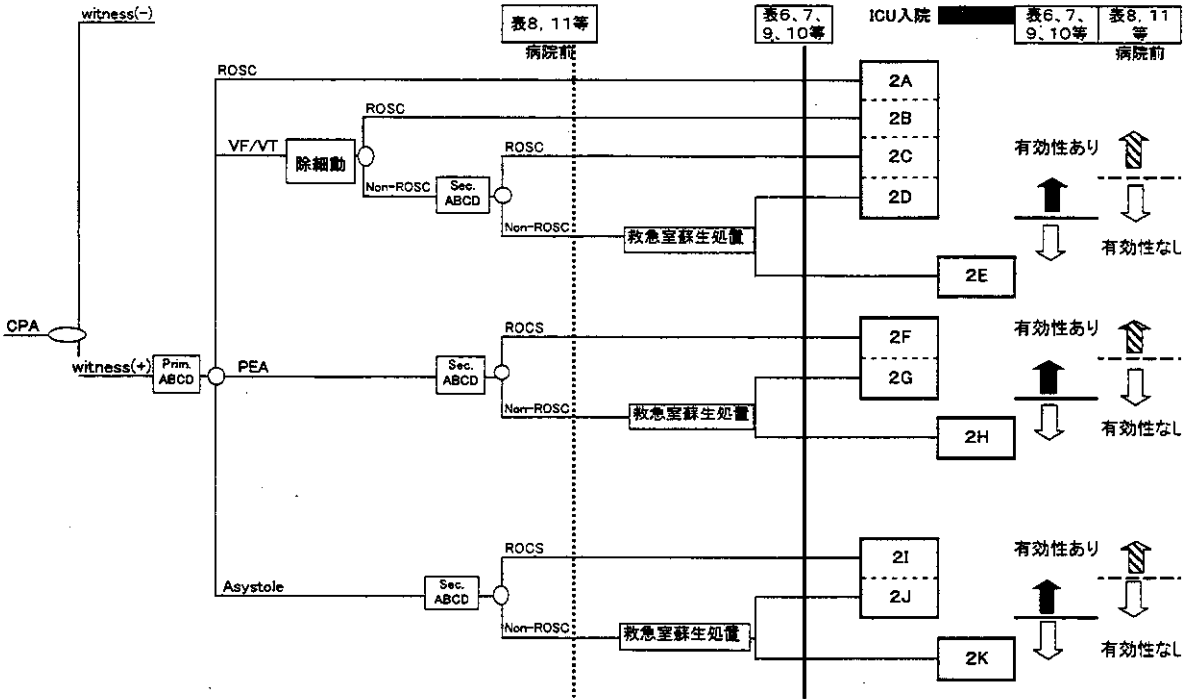 witness(-)
表8, 11等
病院前
表6、7、
9、10等
ICU入院
表6、7、
9、10等
表8, 11
等
病院前
ROSC
2A
ROSC
2B
VF/VT
除細動
ROSC
2C
有効性あり
Non-ROSC
Sec.
ABCD
2D
Non-ROSC
救急室蘇生処置
有効性なし
2E
CPA
ROCS
2F
有効性あり
witness(+)
Prim.
ABCD
PEA
Sec.
ABCD
2G
Non-ROSC
救急室蘇生処置
有効性なし
2H
ROCS
2I
有効性あり
Asystole
Sec.
ABCD
2J
Non-ROSC
救急室蘇生処置
有効性なし
2K